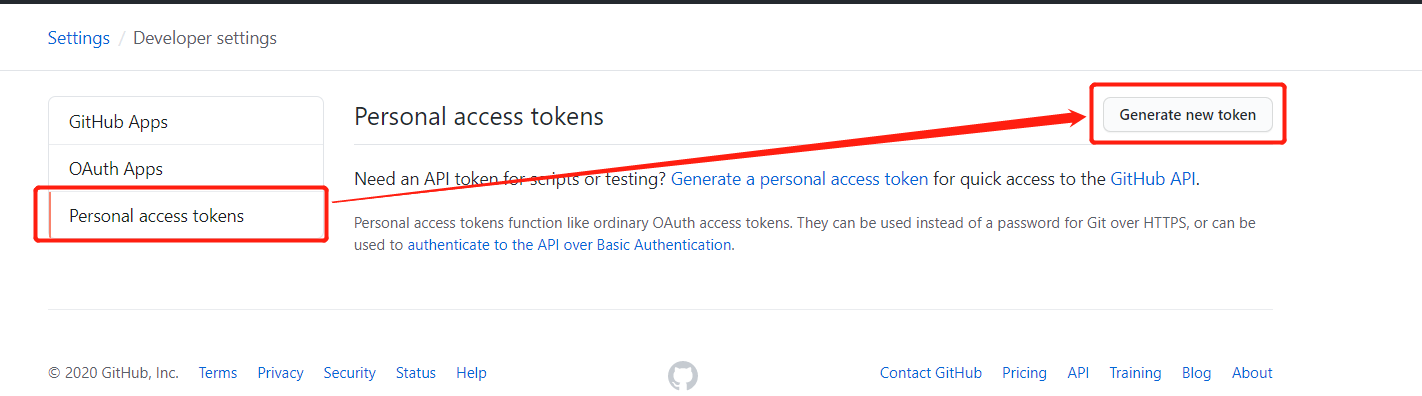 Settings / Developer settings
GitHub Apps
OAuth Apps
Personal access tokens
Personal access tokens
Generate new token
Need an API token for scripts or testing? Generate a personal access token for quick access to the GitHub API.
Personal access tokens function like ordinary OAuth access tokens. They can be used instead of a password for Git over HTTPS, or can be
used to authenticate to the API over Basic Authentication.
© 2020 GitHub, Inc. Terms Privacy Security Status Help
Contact GitHub Pricing API Training Blog About